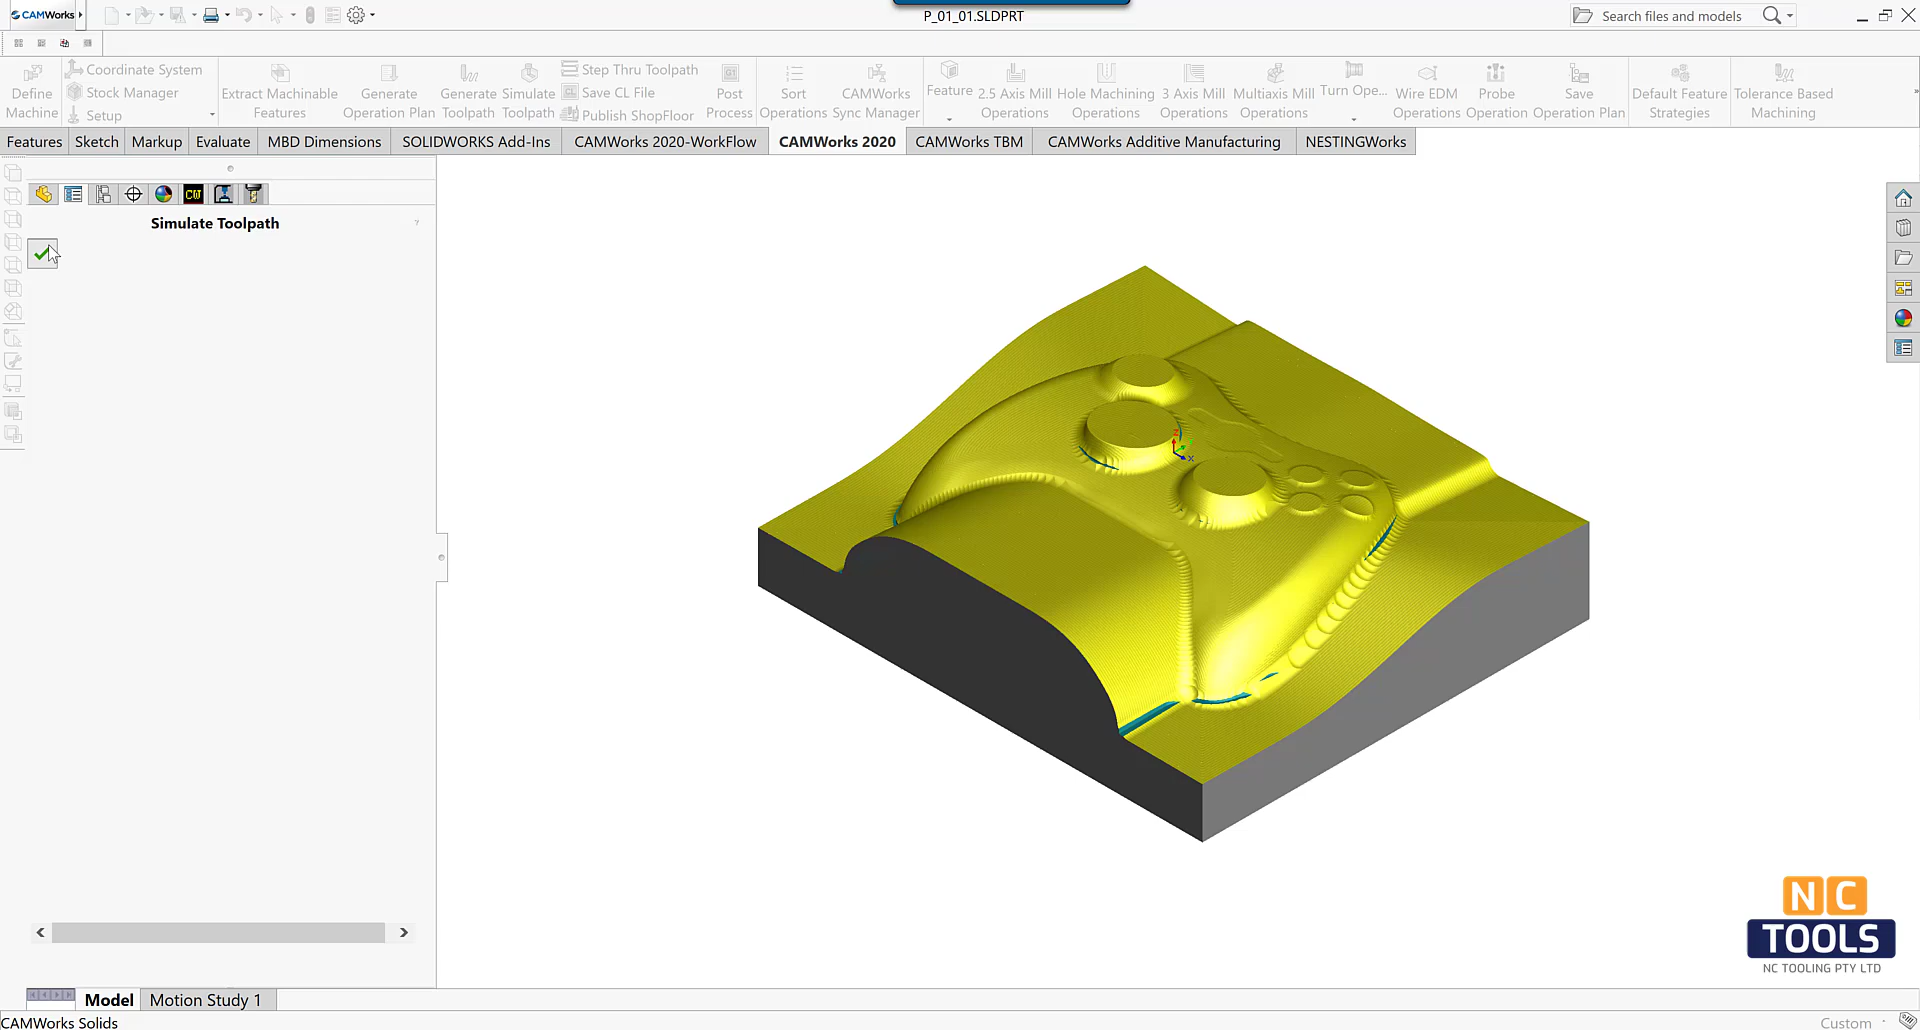 CAMWorks
P_01_01.SLDPRT
Search files and models
Define Machine
Coordinate System
Stock Manager
Setup
Extract Machinable Features
Generate Operation Plan
Generate Toolpath
Simulate Toolpath
Step Thru Toolpath
Save CL File
Publish ShopFloor
Post Process
Sort Operations
CAMWorks Sync Manager
Feature
2.5 Axis Mill Operations
Hole Machining Operations
3 Axis Mill Operations
Multiaxis Mill Operations
Turn Ope...
Wire EDM Operations
Probe Operation
Save Operation Plan
Default Feature Strategies
Tolerance Based Machining
Features
Sketch
Markup
Evaluate
MBD Dimensions
SOLIDWORKS Add-Ins
CAMWorks 2020-WorkFlow
CAMWorks 2020
CAMWorks TBM
CAMWorks Additive Manufacturing
NESTINGWorks
CW
Simulate Toolpath
?
Z
X
NC
TOOLS
NC TOOLING PTY LTD
Model
Motion Study 1
CAMWorks Solids
Custom